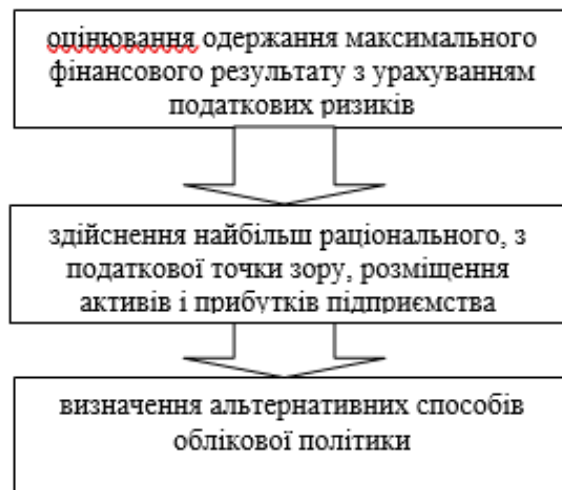 оцінювання одержання максимального
фінансового результату з урахуванням
податкових ризиків
здійснення найбільш раціонального, з
податкової точки зору, розміщення
активів і прибутків підприємства
визначення альтернативних способів
облікової політики